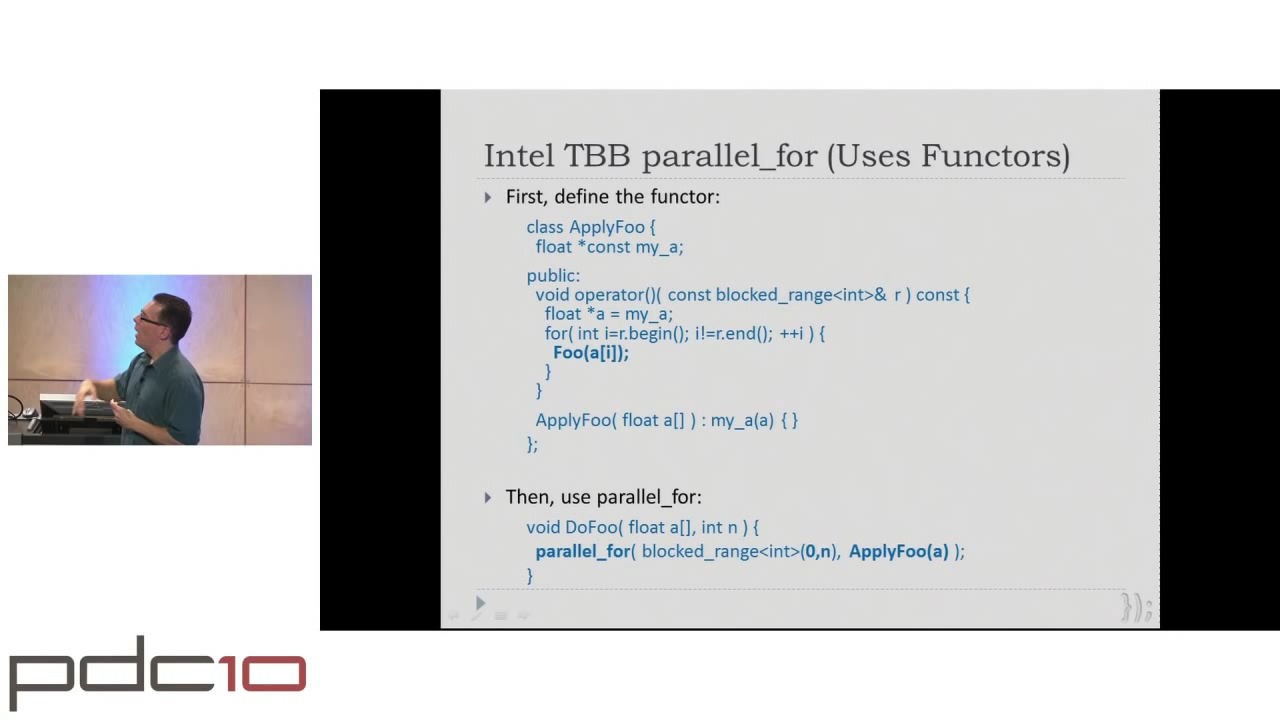 Intel TBB parallel_for (Uses Functors)
First, define the functor:
class ApplyFoo {
float *const my_a;
public:
void operator()( const blocked_range<int>& r ) const {
float *a = my_a;
for( int i=r.begin(); i!=r.end(); ++i ) {
Foo(a[i]);
}
}
ApplyFoo( float a[] ) : my_a(a) { }
};
Then, use parallel_for:
void DoFoo( float a[], int n ) {
parallel_for( blocked_range<int>(0,n), ApplyFoo(a) );
}
});
pdc10